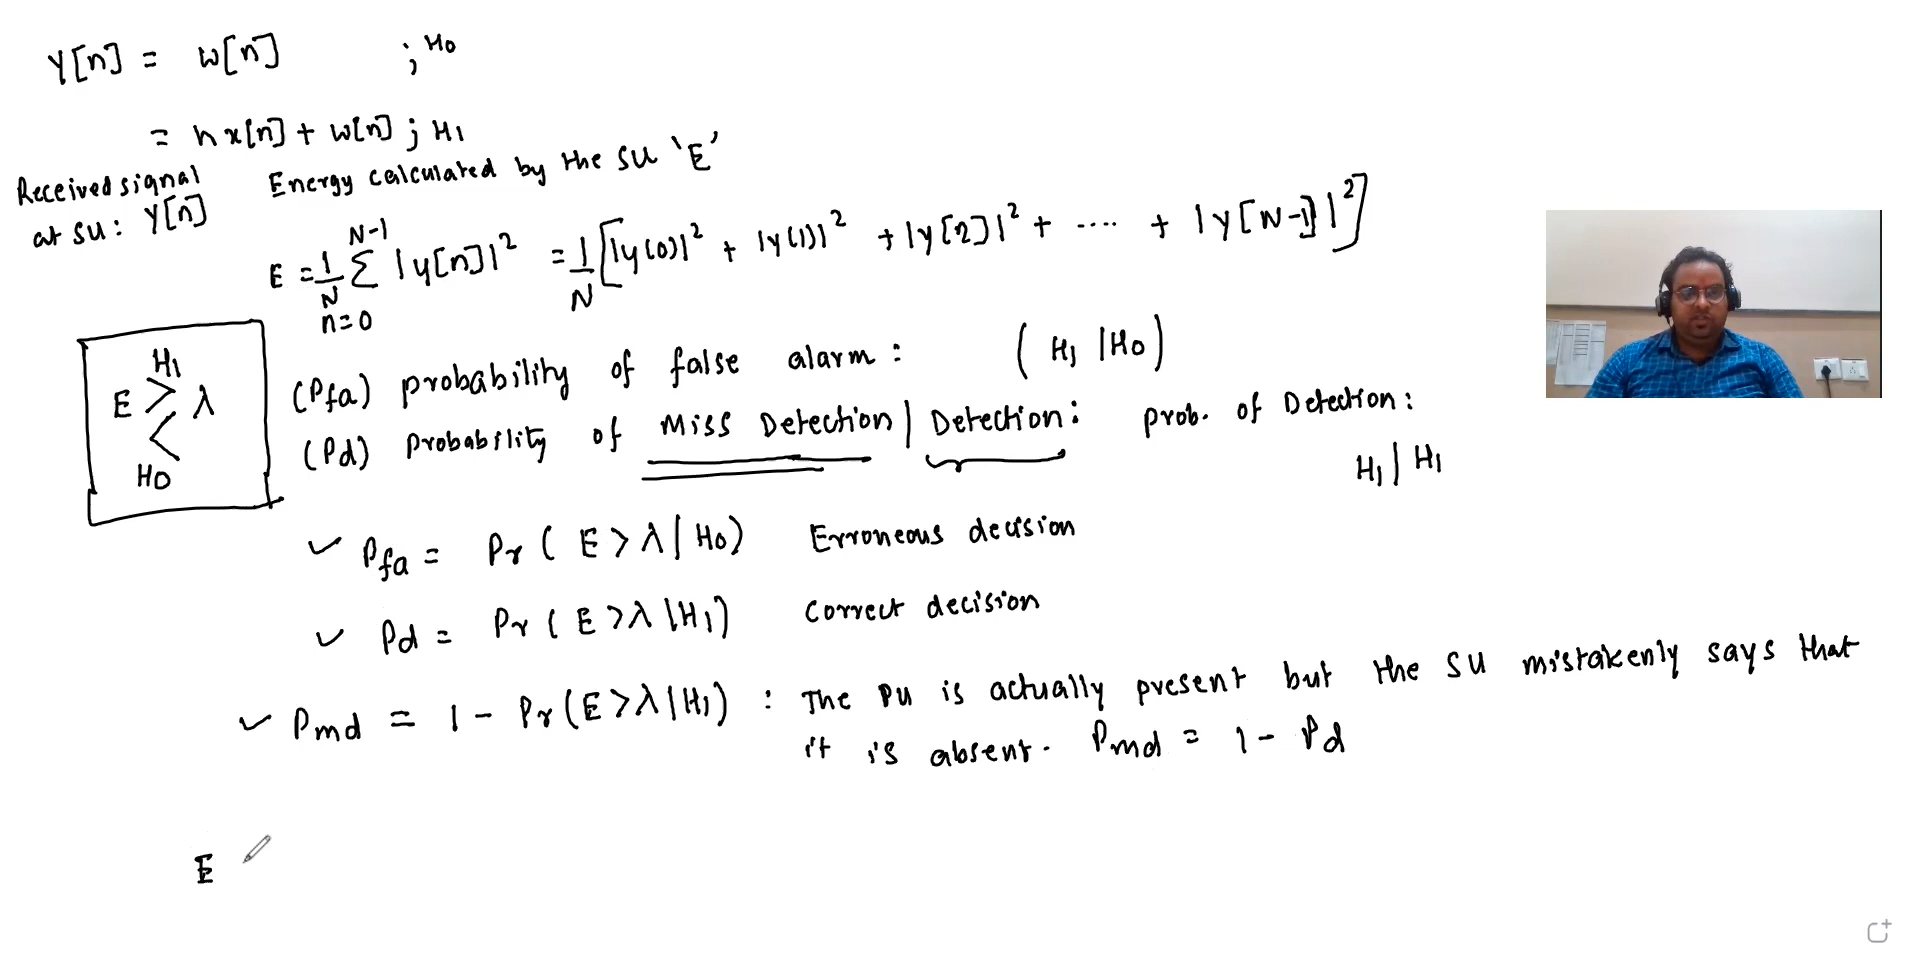 Y[n] = w[n] ; H0
= h x[n] + w[n] ; H1
Received signal
at SU : Y[n]
Energy calculated by the SU 'E'
E = 1/N Σ_{n=0}^{N-1} |y[n]|² = 1/N [|y(0)|² + |y(1)|² + |y[2]|² + .... + |y[N-1]|²]
H1
E > λ
<
H0
(Pfa) probability of false alarm : (H1 | H0)
(Pd) probability of Miss Detection | Detection : prob. of Detection :
H1 | H1
✓ Pfa = Pr ( E > λ | H0) Erroneous decision
✓ Pd = Pr ( E > λ | H1) Correct decision
✓ Pmd = 1 - Pr (E > λ | H1) : The PU is actually present but the SU mistakenly says that
it is absent. Pmd = 1 - Pd
E